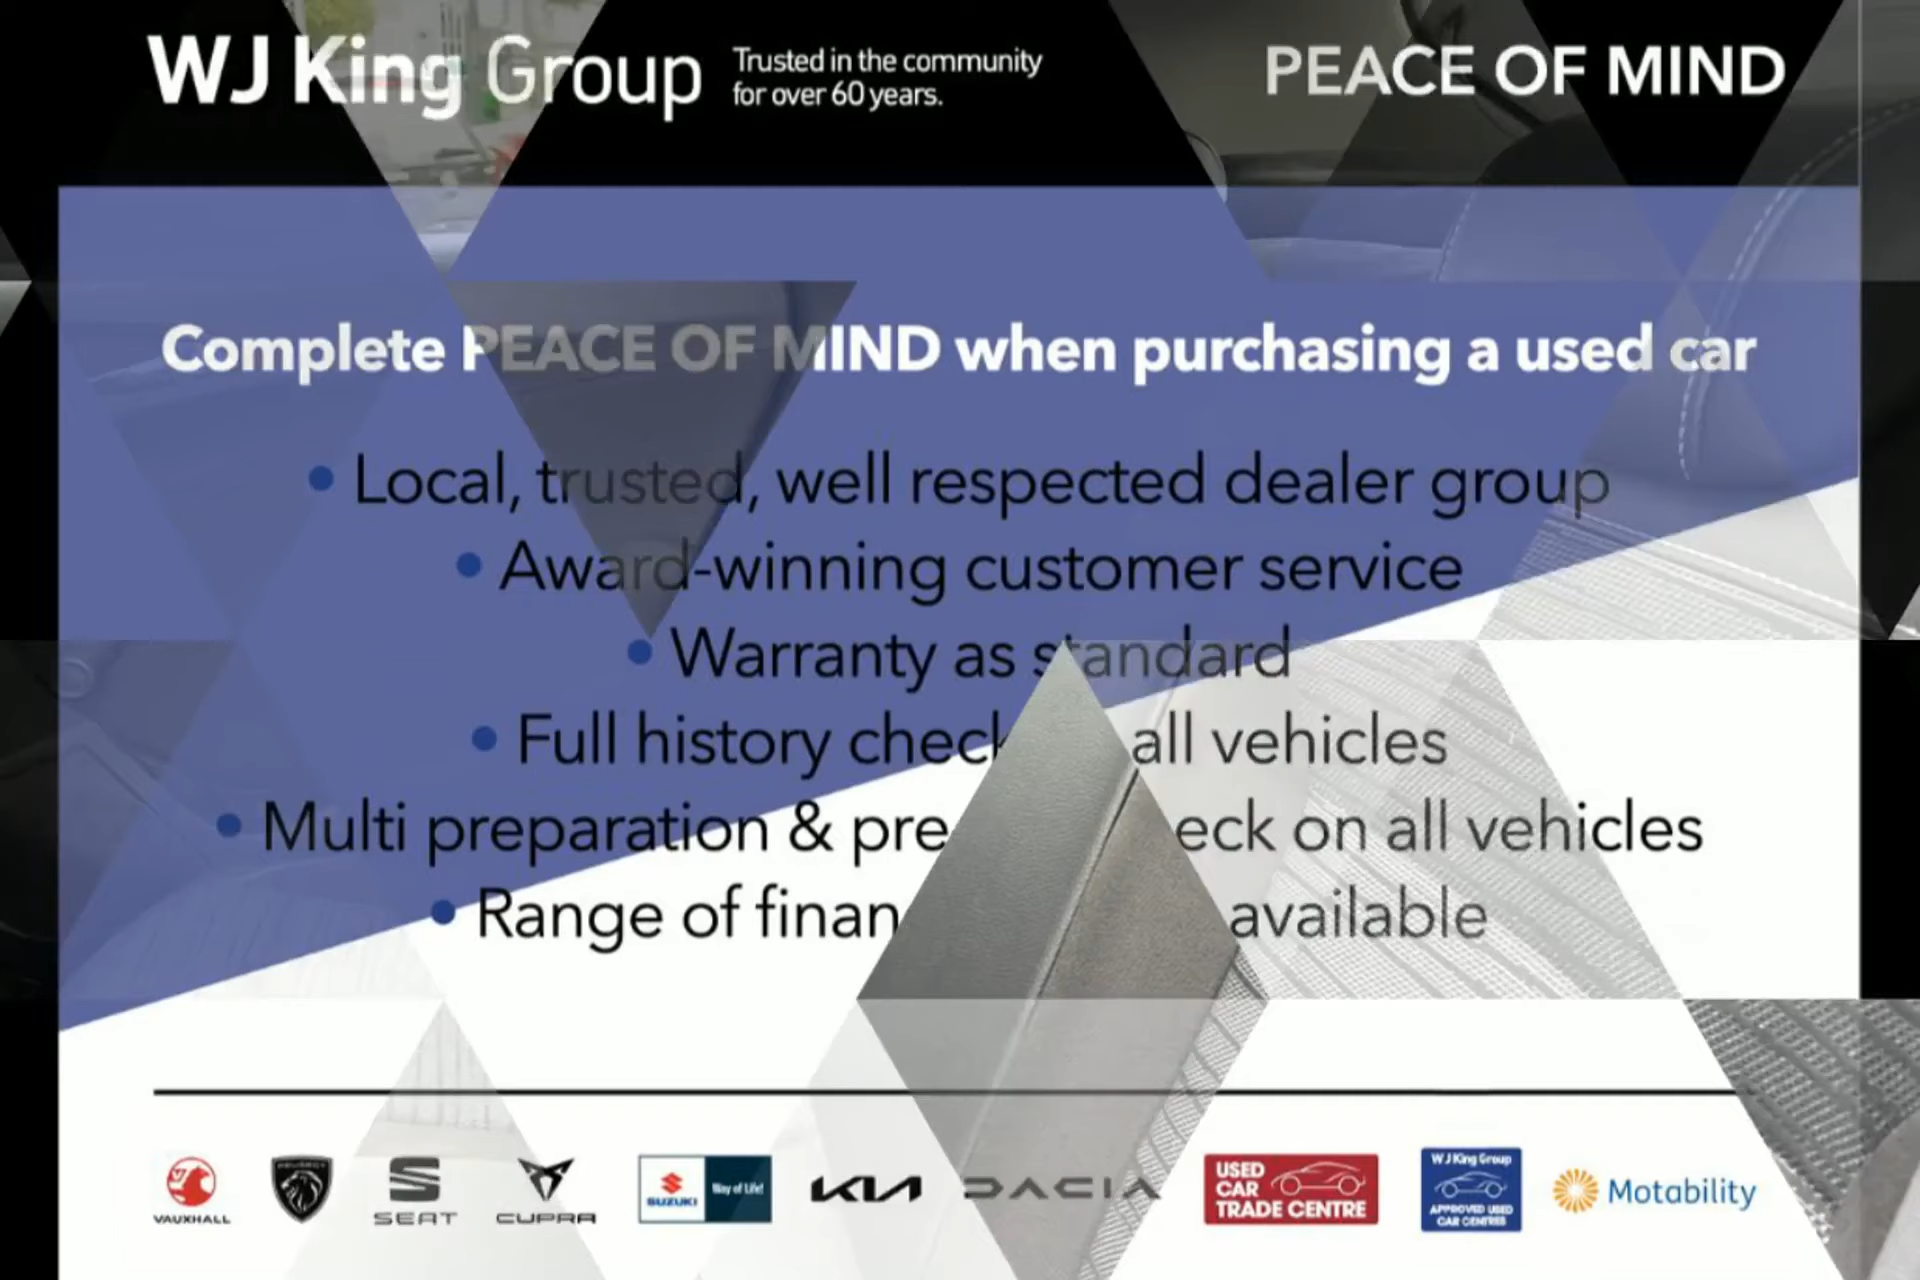 WJ King Group
Trusted in the community
for over 60 years.
PEACE OF MIND
Complete PEACE OF MIND when purchasing a used car
• Local, trusted, well respected dealer group
• Award-winning customer service
• Warranty as standard
• Full history check all vehicles
• Multi preparation & pre eck on all vehicles
• Range of finan available
VAUXHALL
PEUGEOT
SEAT
CUPRA
SUZUKI
Way of Life!
KIA
DACIA
USED
CAR
TRADE CENTRE
WJ King Group
APPROVED USED
CAR CENTRES
Motability